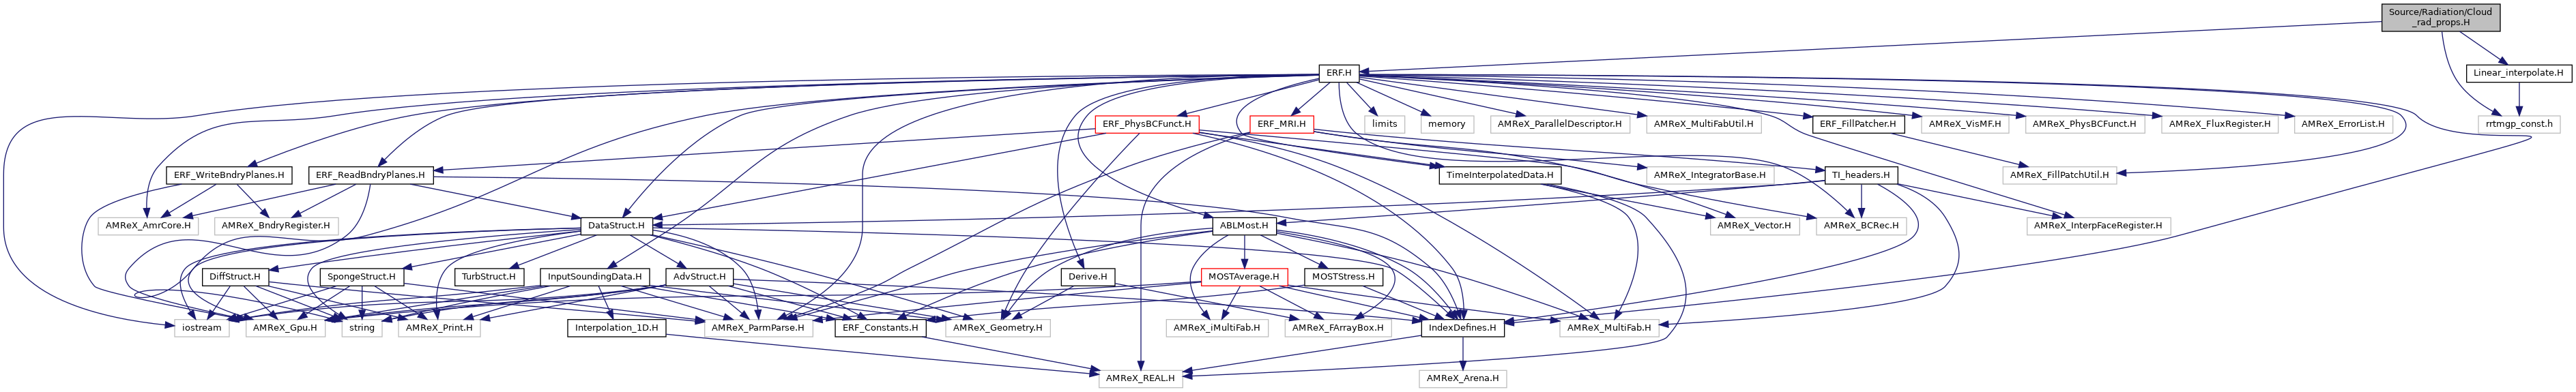 Source/Radiation/Cloud
_rad_props.H
ERF.H
Linear_interpolate.H
ERF_PhysBCFunct.H
ERF_MRI.H
limits
memory
AMReX_ParallelDescriptor.H
AMReX_MultiFabUtil.H
ERF_FillPatcher.H
AMReX_VisMF.H
AMReX_PhysBCFunct.H
AMReX_FluxRegister.H
AMReX_ErrorList.H
rrtmgp_const.h
ERF_WriteBndryPlanes.H
ERF_ReadBndryPlanes.H
TimeInterpolatedData.H
AMReX_IntegratorBase.H
TI_headers.H
AMReX_FillPatchUtil.H
AMReX_AmrCore.H
AMReX_BndryRegister.H
DataStruct.H
ABLMost.H
AMReX_Vector.H
AMReX_BCRec.H
AMReX_InterpFaceRegister.H
DiffStruct.H
SpongeStruct.H
TurbStruct.H
InputSoundingData.H
AdvStruct.H
Derive.H
MOSTAverage.H
MOSTStress.H
iostream
AMReX_Gpu.H
string
AMReX_Print.H
Interpolation_1D.H
AMReX_ParmParse.H
ERF_Constants.H
AMReX_Geometry.H
AMReX_iMultiFab.H
AMReX_FArrayBox.H
IndexDefines.H
AMReX_MultiFab.H
AMReX_REAL.H
AMReX_Arena.H